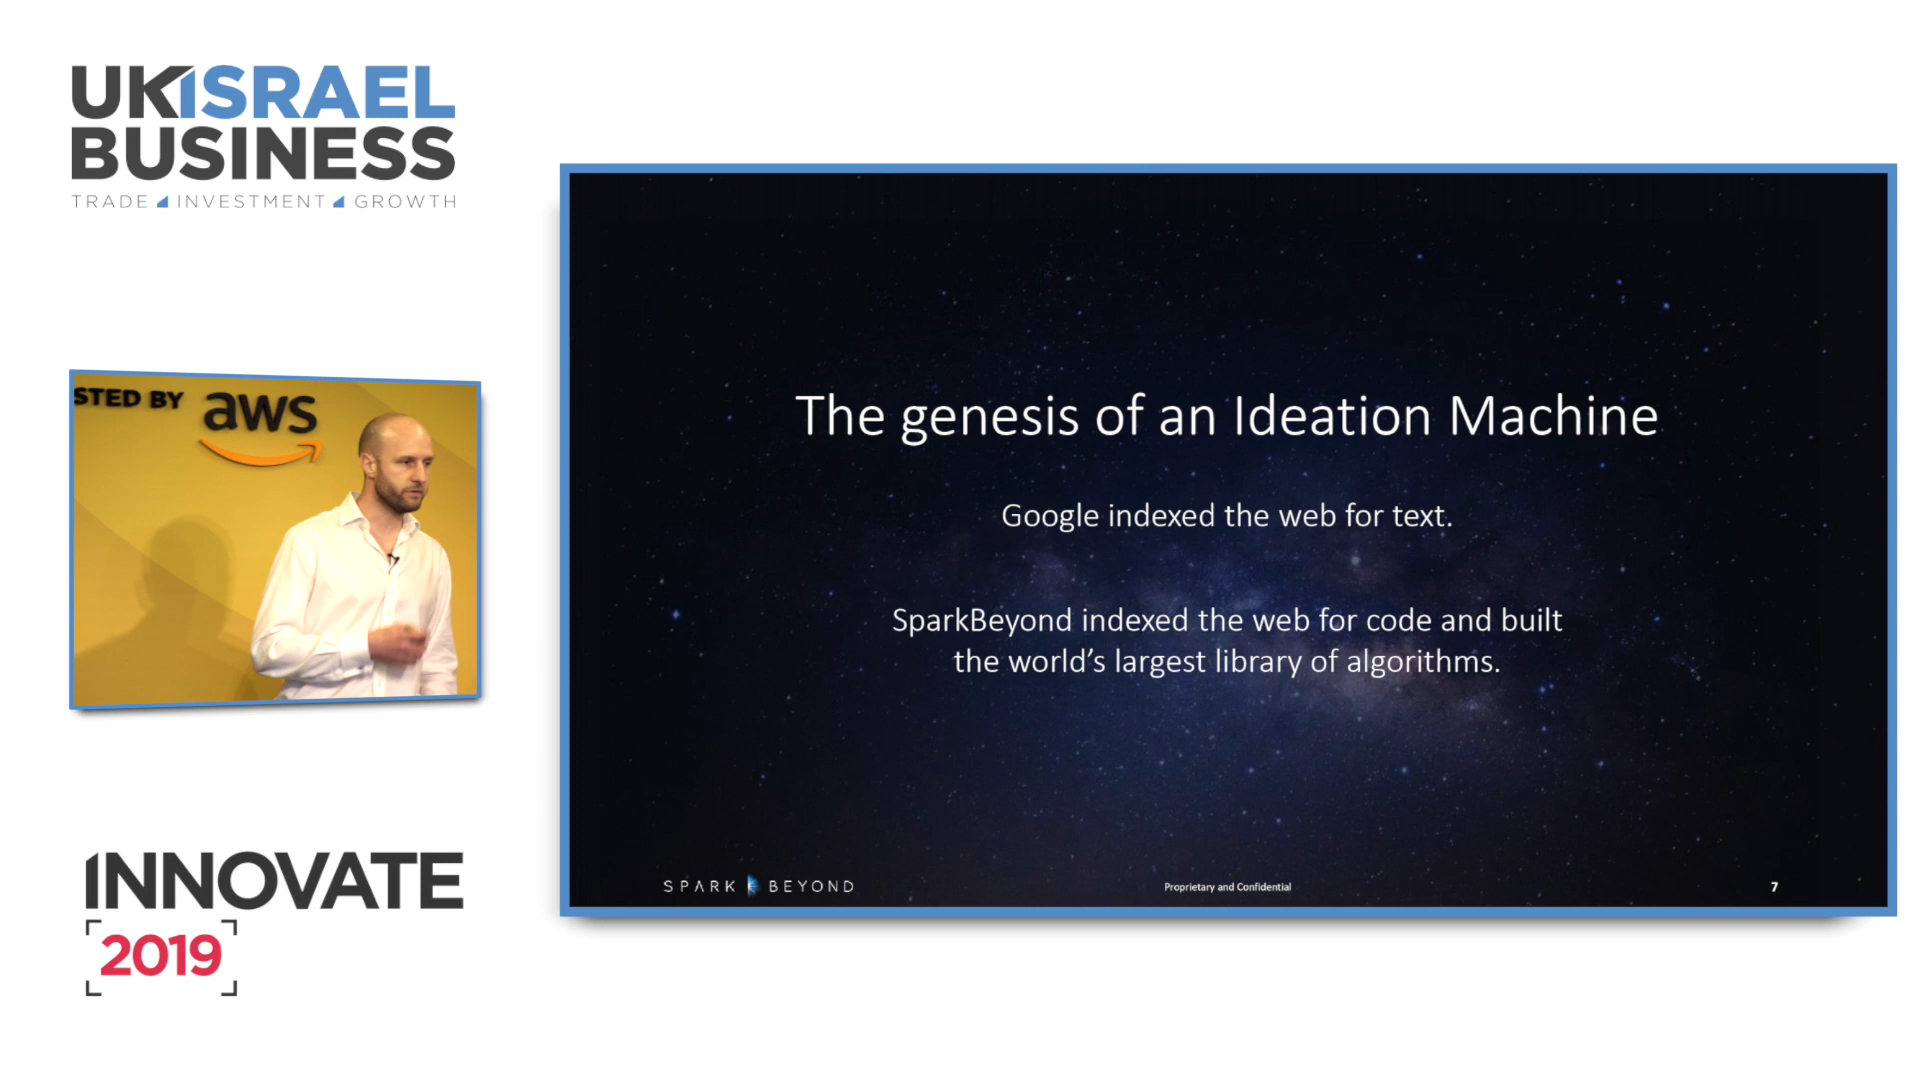 UKISRAEL
BUSINESS
TRADE INVESTMENT GROWTH
STED BY aws
INNOVATE
2019
The genesis of an Ideation Machine
Google indexed the web for text.
SparkBeyond indexed the web for code and built
the world's largest library of algorithms.
SPARK BEYOND
Proprietary and Confidential
7